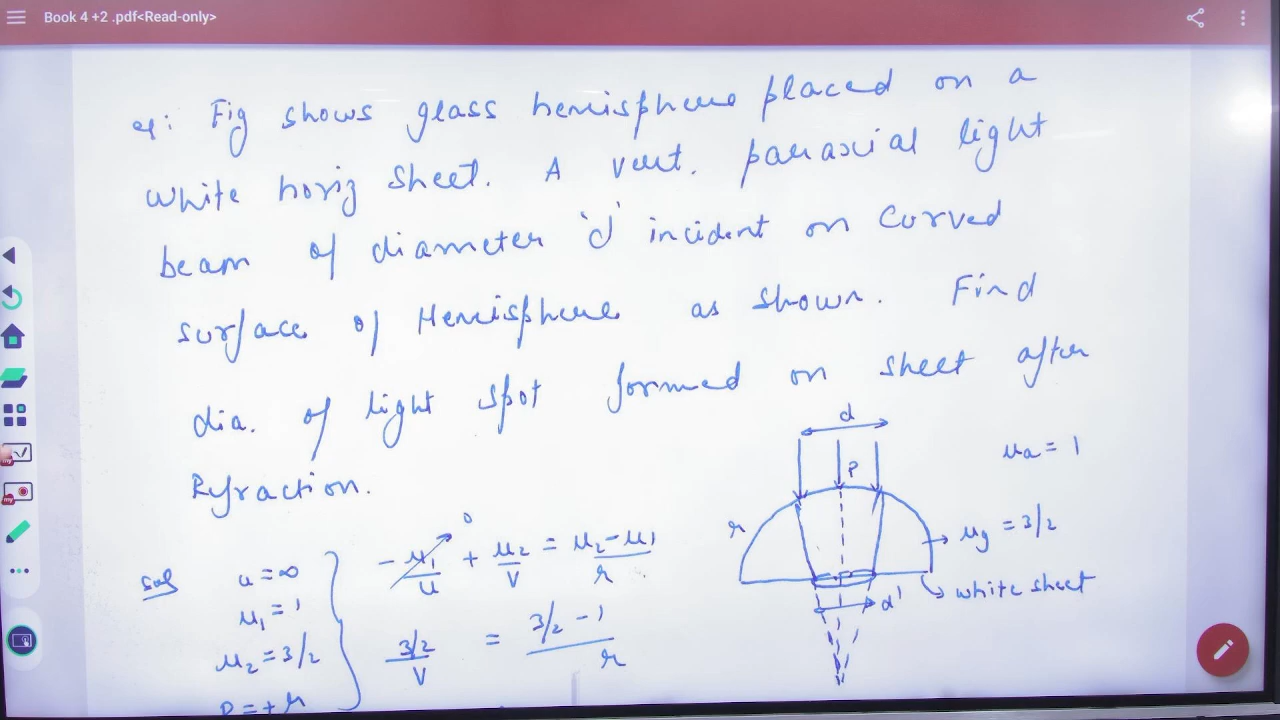 Book 4 +2 .pdf<Read-only>
eg: Fig shows glass hemisphere placed on a
white horiz sheet. A vert. paraxial light
beam of diameter 'd' incident on curved
surface of Hemisphere as shown. Find
dia. of light spot formed on sheet after
Refraction.
d
P
μa = 1
r
μg = 3/2
white sheet
d'
Sol
u = ∞
μ1 = 1
μ2 = 3/2
R = + r
- μ1/u + μ2/v = μ2 - μ1/r
0
3/2/v = 3/2 - 1/r